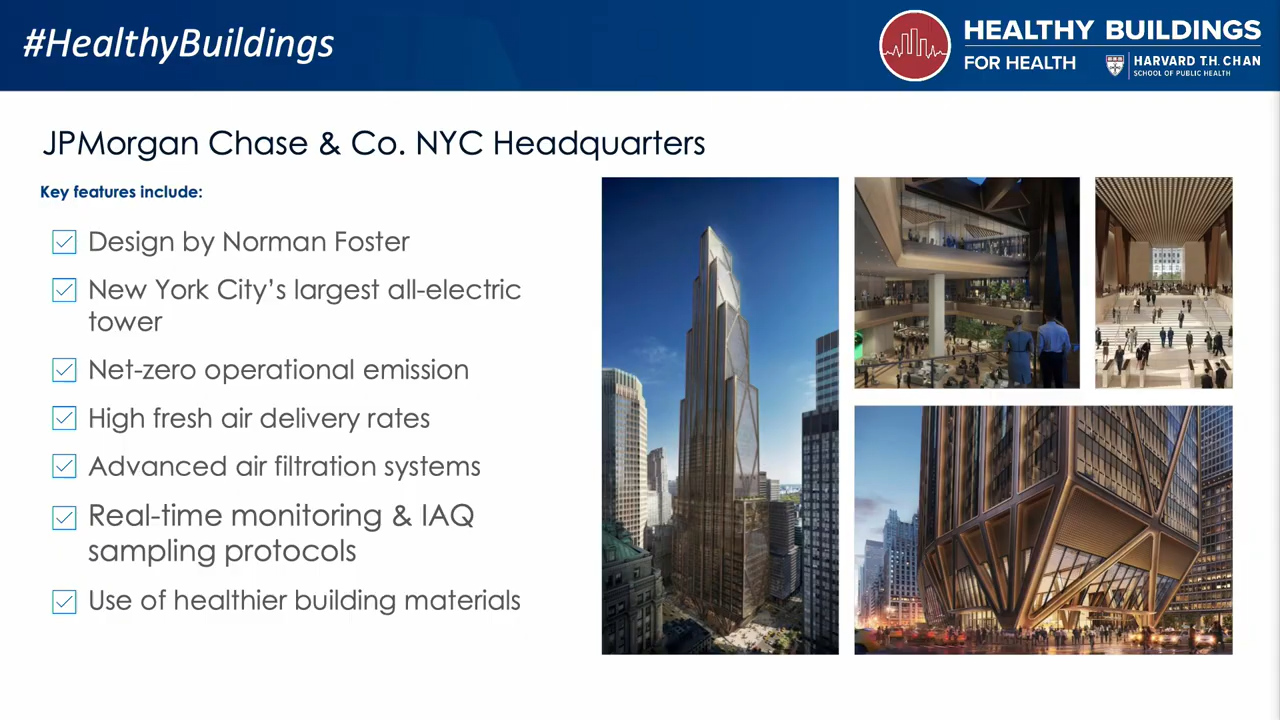 #HealthyBuildings
HEALTHY BUILDINGS
FOR HEALTH
HARVARD T.H. CHAN
SCHOOL OF PUBLIC HEALTH
JPMorgan Chase & Co. NYC Headquarters
Key features include:
Design by Norman Foster
New York City’s largest all-electric
tower
Net-zero operational emission
High fresh air delivery rates
Advanced air filtration systems
Real-time monitoring & IAQ
sampling protocols
Use of healthier building materials